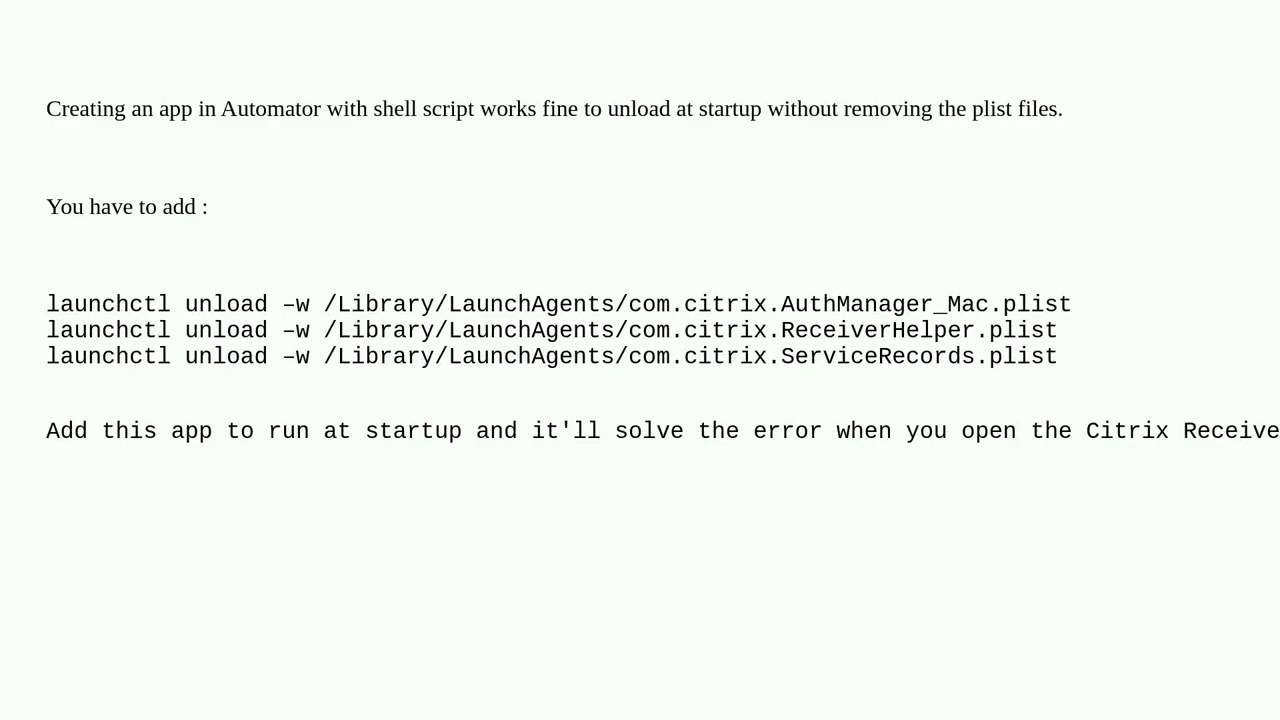 Creating an app in Automator with shell script works fine to unload at startup without removing the plist files.
You have to add :
launchctl unload –w /Library/LaunchAgents/com.citrix.AuthManager_Mac.plist
launchctl unload –w /Library/LaunchAgents/com.citrix.ReceiverHelper.plist
launchctl unload –w /Library/LaunchAgents/com.citrix.ServiceRecords.plist
Add this app to run at startup and it'll solve the error when you open the Citrix Receive